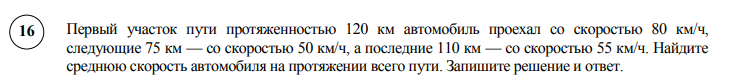 16 Первый участок пути протяженностью 120 км автомобиль проехал со скоростью 80 км/ч,
следующие 75 км — со скоростью 50 км/ч, а последние 110 км — со скоростью 55 км/ч. Найдите
среднюю скорость автомобиля на протяжении всего пути. Запишите решение и ответ.